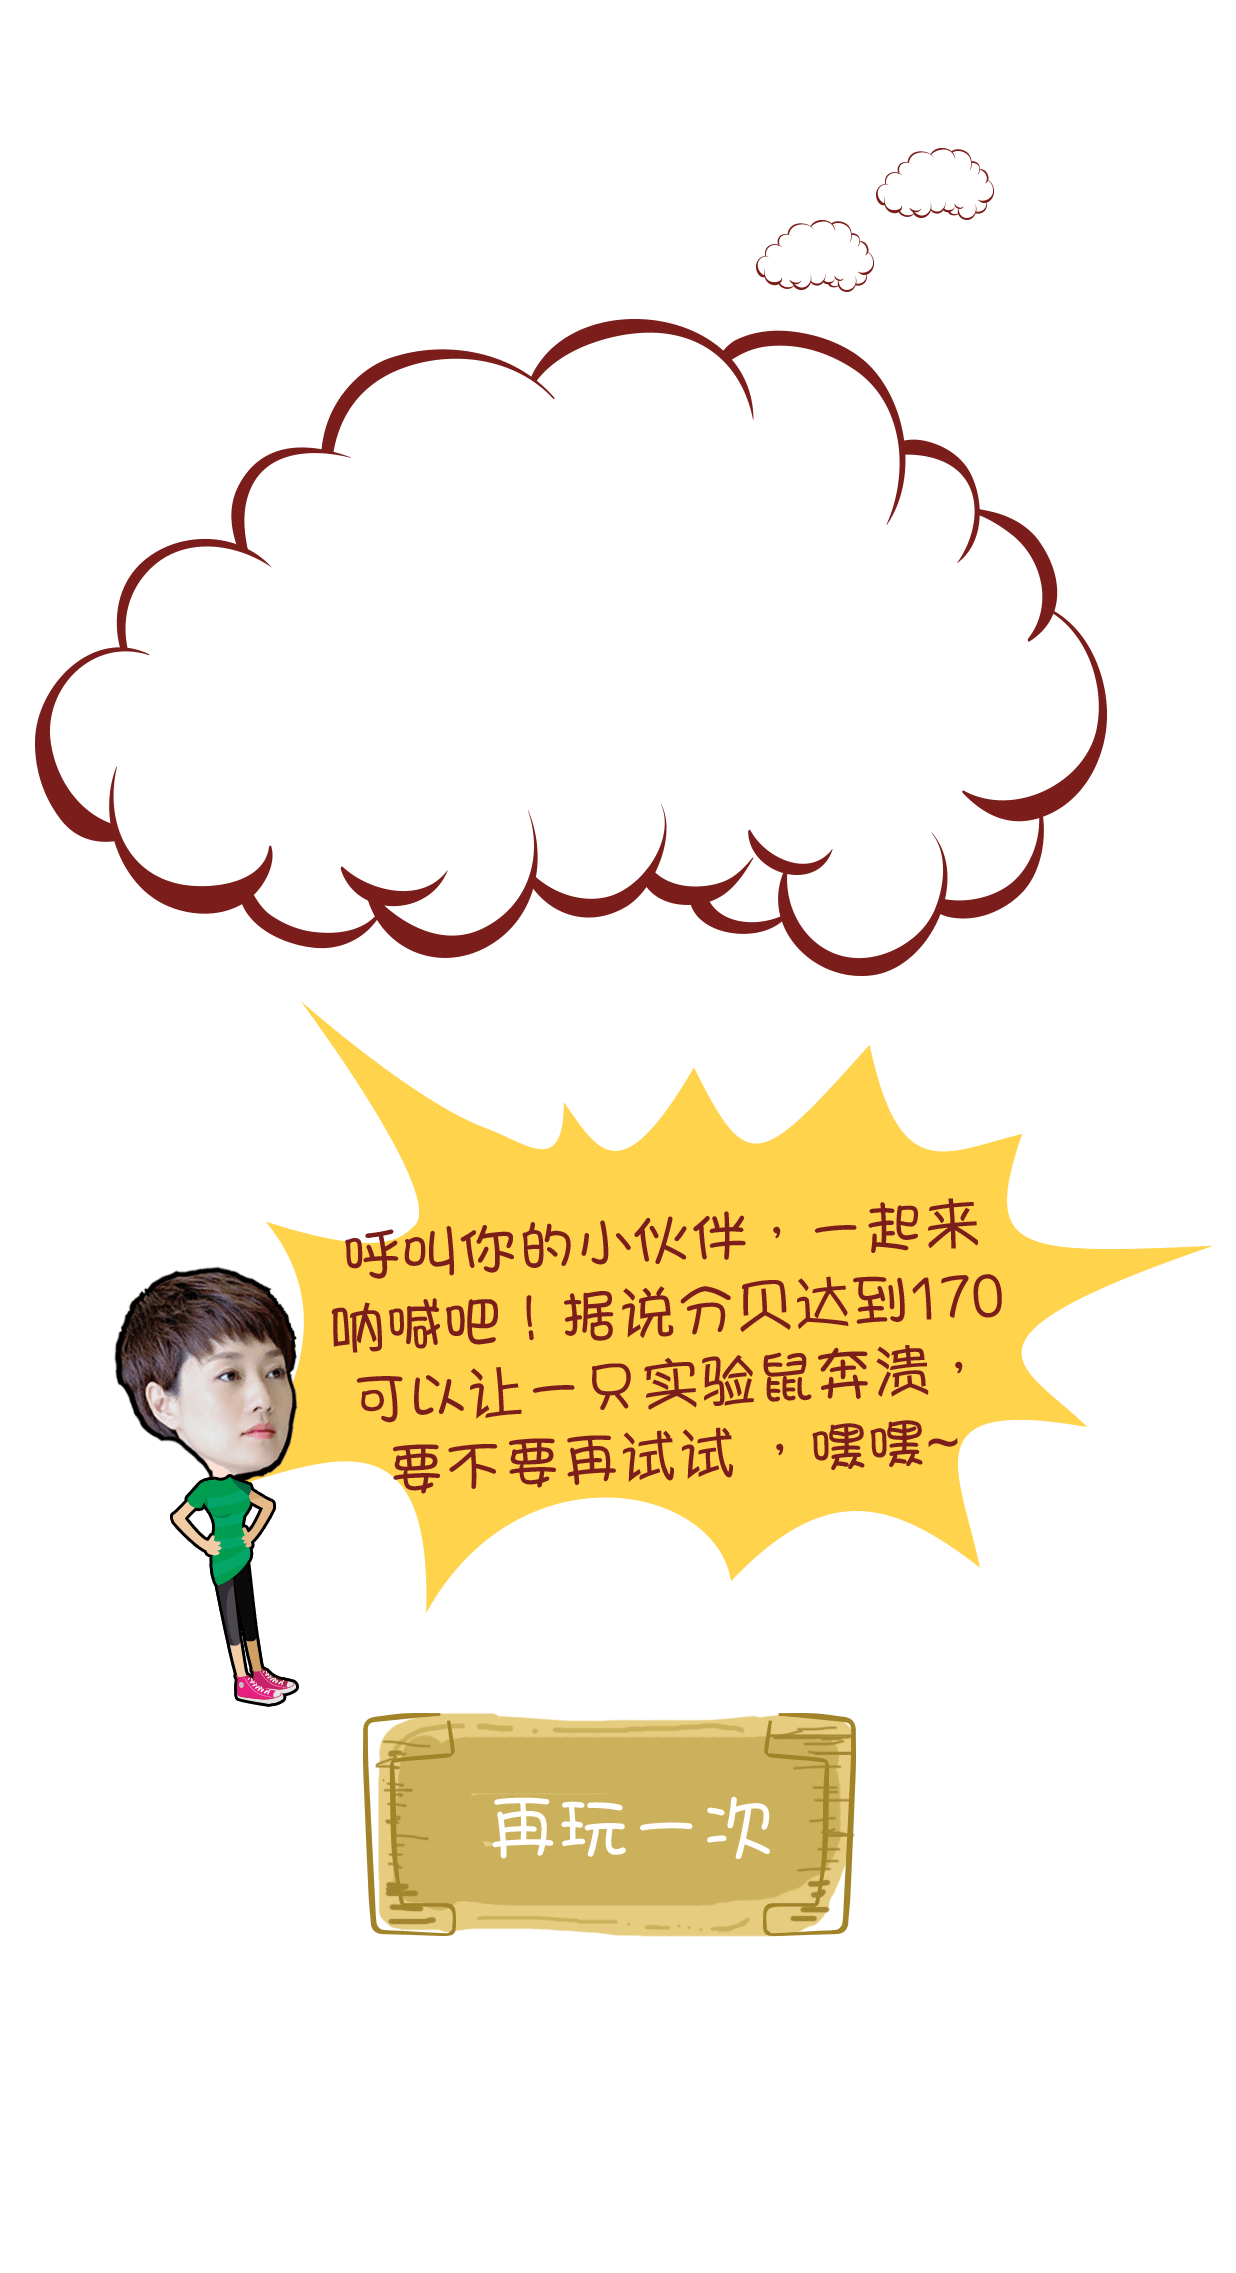 呼叫你的小伙伴，一起来
呐喊吧！据说分贝达到170
可以让一只实验鼠奔溃，
要不要再试试 ，嘿嘿~
再玩一次